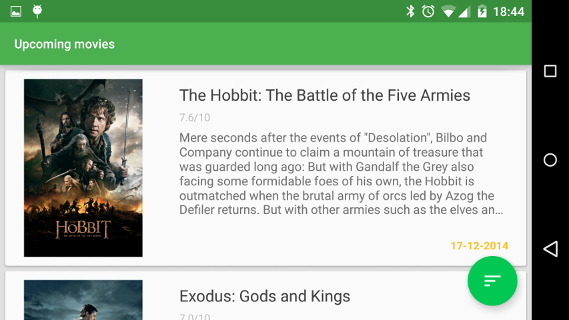 18:44
Upcoming movies
The Hobbit: The Battle of the Five Armies
7.6/10
Mere seconds after the events of "Desolation", Bilbo and
Company continue to claim a mountain of treasure that
was guarded long ago: But with Gandalf the Grey also
facing some formidable foes of his own, the Hobbit is
outmatched when the brutal army of orcs led by Azog the
Defiler returns. But with other armies such as the elves an...
THE
HOBBIT
17-12-2014
Exodus: Gods and Kings
7.0/10